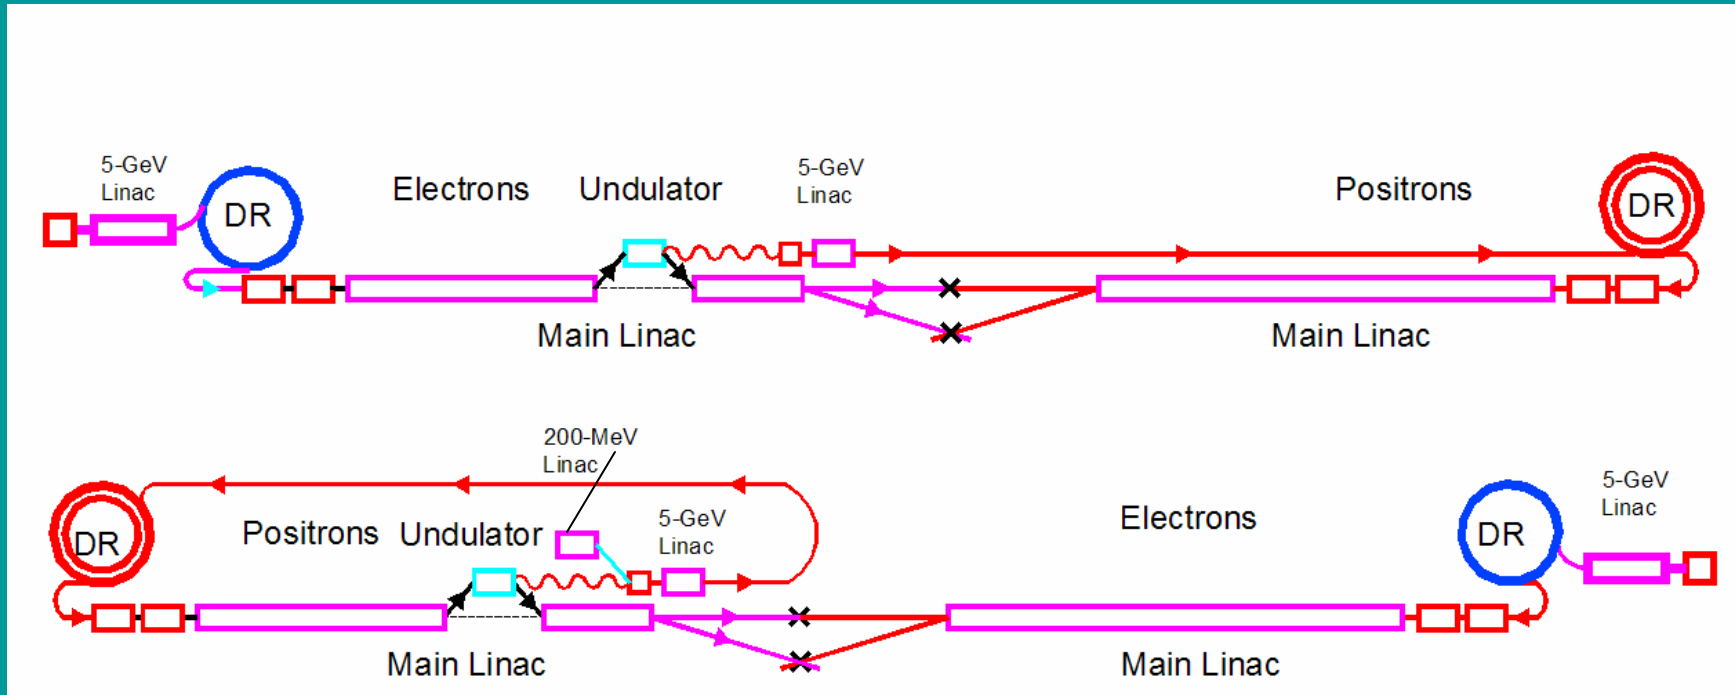 5-GeV
Linac
DR
Electrons
Undulator
5-GeV
Linac
Positrons
DR
Main Linac
Main Linac
200-MeV
Linac
DR
Positrons
Undulator
5-GeV
Linac
Electrons
DR
5-GeV
Linac
Main Linac
Main Linac